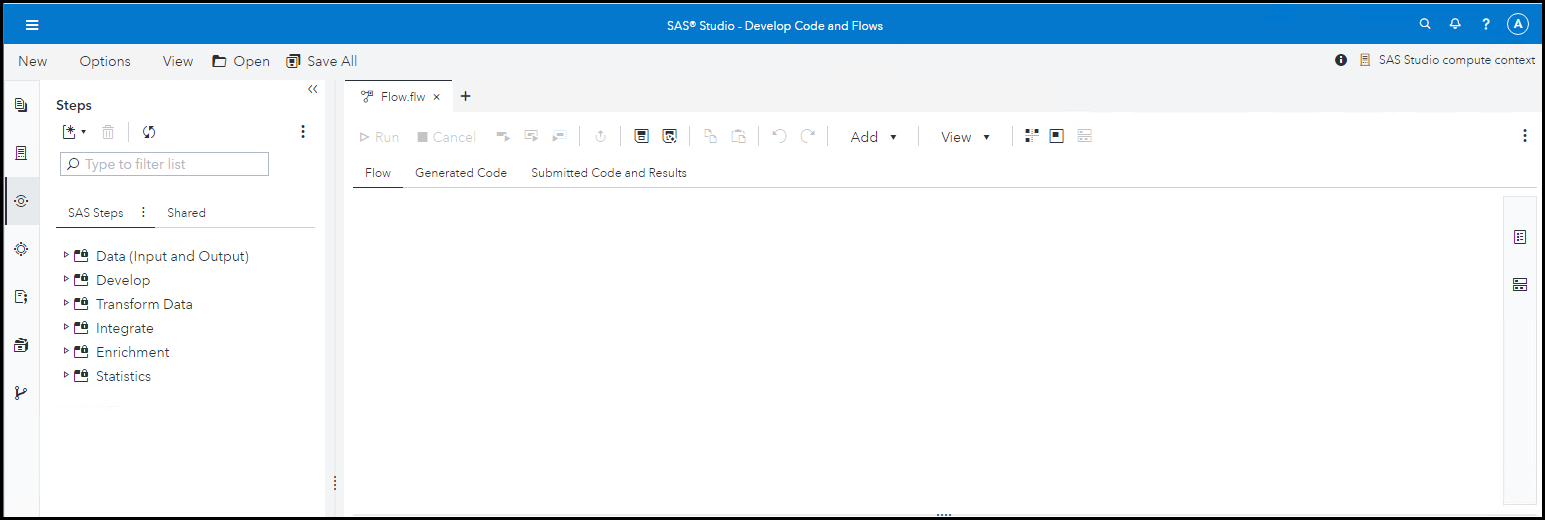 SAS® Studio - Develop Code and Flows
? A
New Options View Open Save All
SAS Studio compute context
Steps
Flow.flw × +
Run Cancel Add View
Type to filter list
Flow Generated Code Submitted Code and Results
SAS Steps Shared
Data (Input and Output)
Develop
Transform Data
Integrate
Enrichment
Statistics